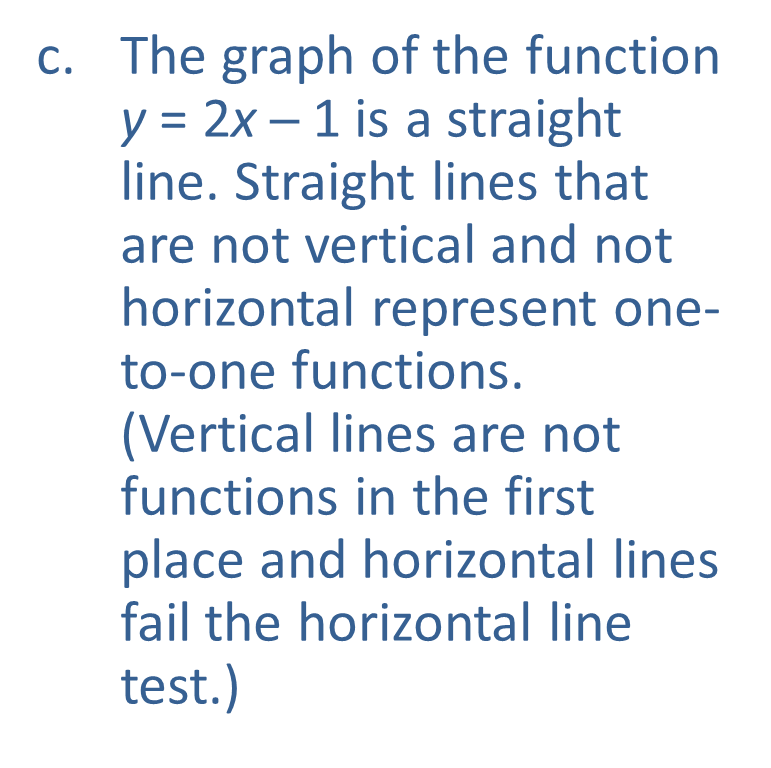 c. The graph of the function
y = 2x – 1 is a straight
line. Straight lines that
are not vertical and not
horizontal represent one-
to-one functions.
(Vertical lines are not
functions in the first
place and horizontal lines
fail the horizontal line
test.)